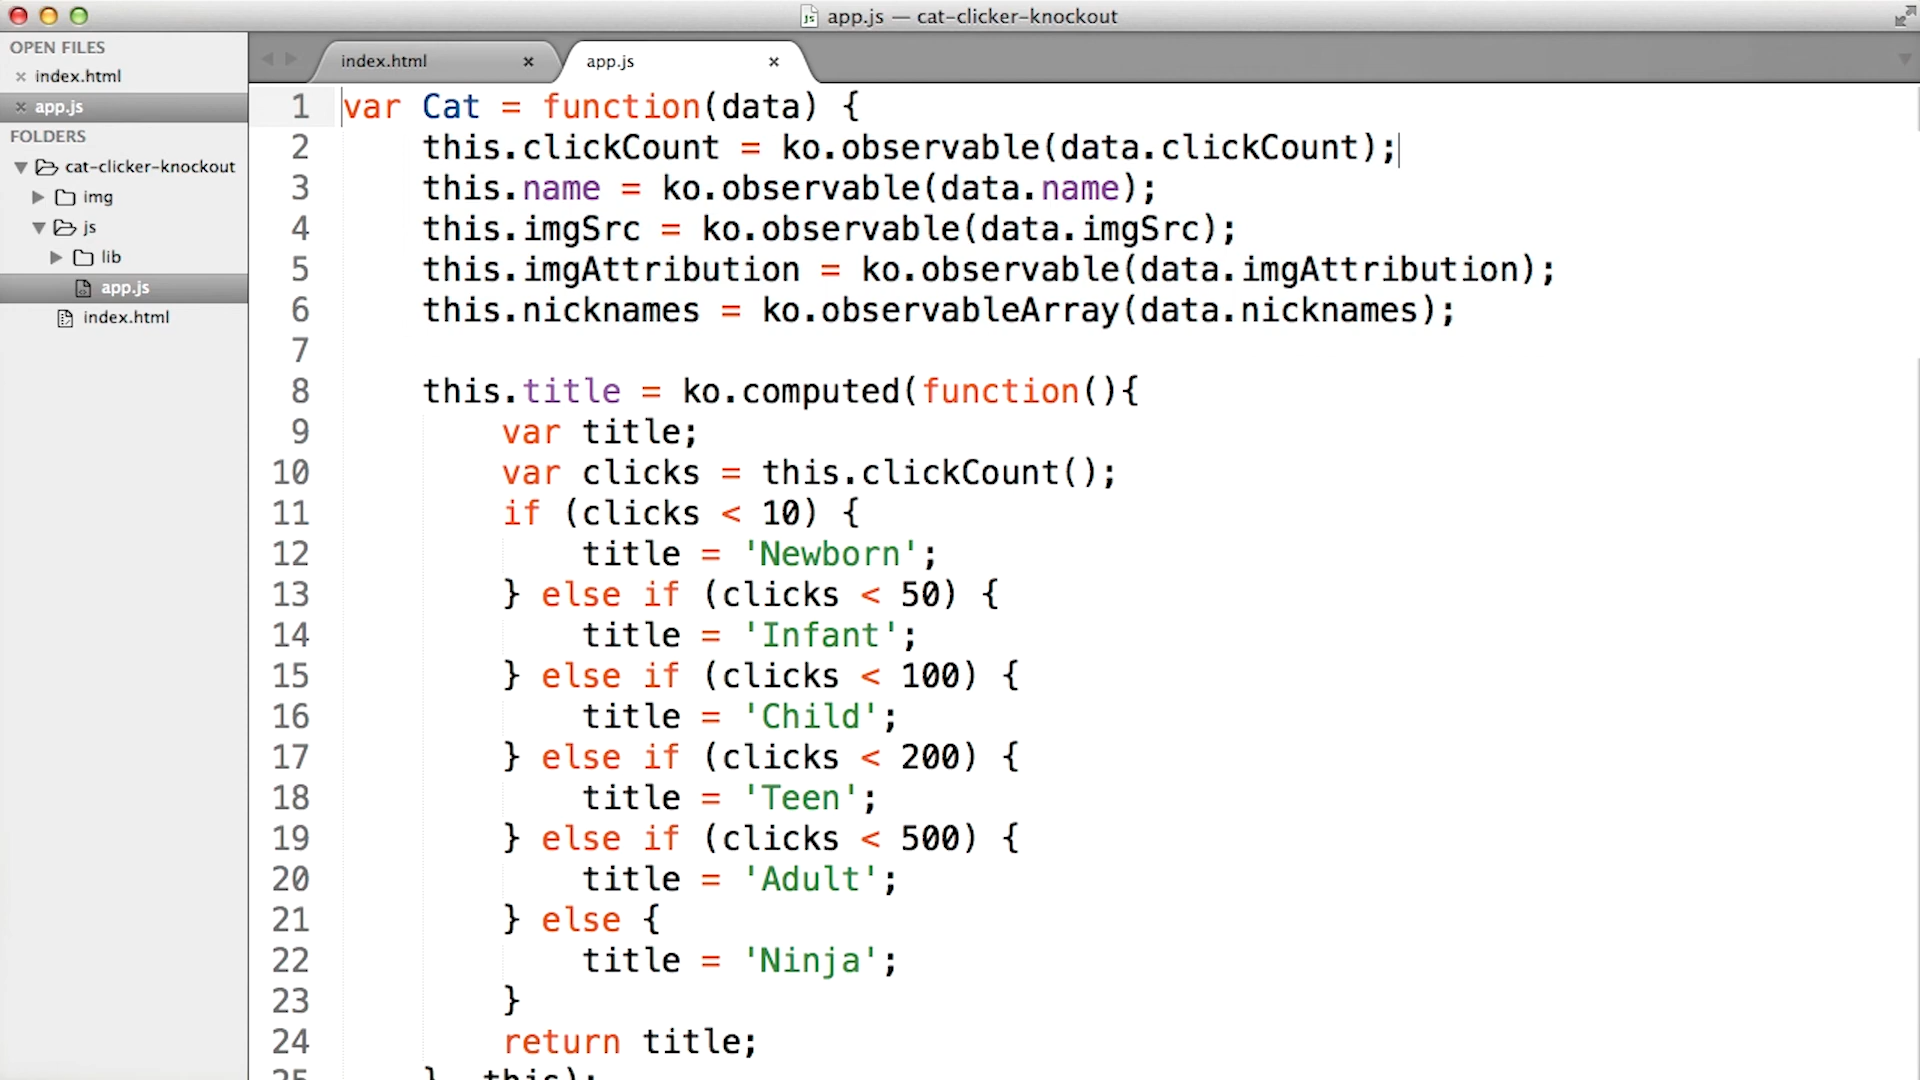 app.js — cat-clicker-knockout
OPEN FILES
index.html
app.js
FOLDERS
cat-clicker-knockout
img
js
lib
app.js
index.html
index.html
app.js
1 var Cat = function(data) {
2 this.clickCount = ko.observable(data.clickCount);
3 this.name = ko.observable(data.name);
4 this.imgSrc = ko.observable(data.imgSrc);
5 this.imgAttribution = ko.observable(data.imgAttribution);
6 this.nicknames = ko.observableArray(data.nicknames);
7
8 this.title = ko.computed(function(){
9 var title;
10 var clicks = this.clickCount();
11 if (clicks < 10) {
12 title = 'Newborn';
13 } else if (clicks < 50) {
14 title = 'Infant';
15 } else if (clicks < 100) {
16 title = 'Child';
17 } else if (clicks < 200) {
18 title = 'Teen';
19 } else if (clicks < 500) {
20 title = 'Adult';
21 } else {
22 title = 'Ninja';
23 }
24 return title;
25 }, this);